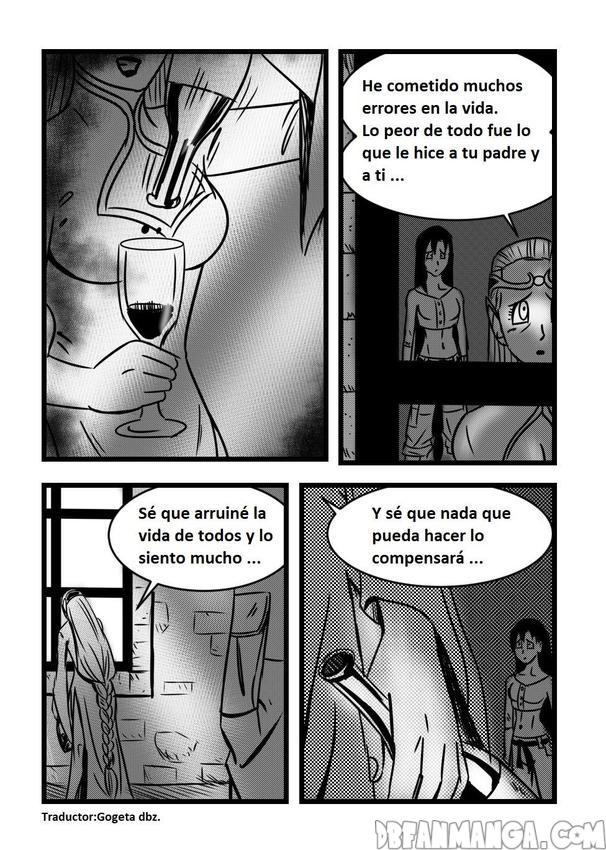 He cometido muchos
errores en la vida.
Lo peor de todo fue lo
que le hice a tu padre y
a ti ...
Sé que arruiné la
vida de todos y lo
siento mucho ...
Y sé que nada que
pueda hacer lo
compensará ...
Traductor:Gogeta dbz.
DBFANMANGA.COM